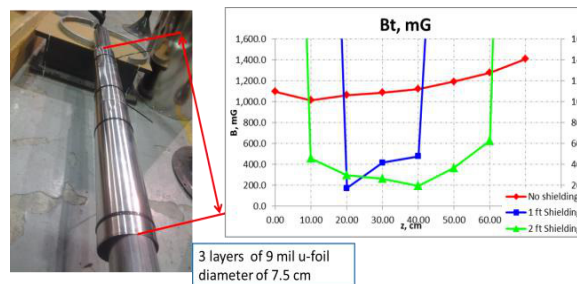 Bt, mG
1,600.0
1,400.0
1,200.0
1,000.0
800.0
600.0
400.0
200.0
0.0
B, mG
0.00 10.00 20.00 30.00 40.00 50.00 60.00
z, cm
No shielding
1 ft Shielding
2 ft Shielding
3 layers of 9 mil u-foil
diameter of 7.5 cm